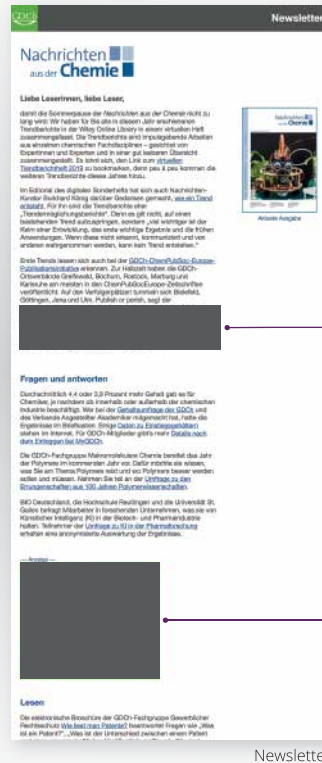 GDCh
Newsletter
Nachrichten
aus der Chemie
Liebe Leserinnen, liebe Leser,
damit die Sommerpause der Nachrichten aus der Chemie nicht zu
lang wird: Wir haben für Sie alle in diesem Jahr erschienenen
Trendberichte in der Wiley Online Library in einem virtuellen Heft
zusammengefasst. Die Trendberichte sind impulsgebende Arbeiten
aus einzelnen chemischen Fachdisziplinen – gesichtet von
Expertinnen und Experten und in einer gut lesbaren Übersicht
zusammengestellt. Es lohnt sich, den Link zum virtuellen
Trendberichtheft 2019 zu bookmarken, denn peu à peu kommen die
weiteren Trendberichte dieses Jahres hinzu.
Im Editorial des digitalen Sonderhefts hat sich auch Nachrichten-
Kurator Burkhard König darüber Gedanken gemacht, wie ein Trend
entsteht. Für ihn sind die Trendberichte eher
„Trendermöglichungsberichte". Denn es gilt nicht, auf einen
bestehenden Trend aufzuspringen, sondern „viel wichtiger ist der
Keim einer Entwicklung, das erste wichtige Ergebnis und die frühen
Anwendungen. Wenn diese nicht erkannt, kommuniziert und von
anderen wahrgenommen werden, kann kein Trend entstehen."
Erste Trends lassen sich auch bei der GDCh-ChemPubSoc-Europe-
Publikationsinitiative erkennen. Zur Halbzeit haben die GDCh-
Ortsverbände Greifswald, Bochum, Rostock, Marburg und
Karlsruhe am meisten in den ChemPubSocEurope-Zeitschriften
veröffentlicht. Auf den Verfolgerplätzen tummeln sich Bielefeld,
Göttingen, Jena und Ulm. Publish or perish, sagt der
Nachrichten
aus der Chemie
Aktuelle Ausgabe
Fragen und antworten
Durchschnittlich 4,4 oder 3,9 Prozent mehr Gehalt gab es für
Chemiker, je nachdem ob innerhalb oder außerhalb der chemischen
Industrie beschäftigt. Wer bei der Gehaltsumfrage der GDCh und
des Verbands Angestellter Akademiker mitgemacht hat, hatte die
Ergebnisse im Briefkasten. Einige Daten zu Einstiegsgehältern
stehen im Internet. Für GDCh-Mitglieder gibt's mehr Details nach
dem Einloggen bei MyGDCh.
Die GDCh-Fachgruppe Makromolekulare Chemie bereitet das Jahr
der Polymere im kommenden Jahr vor. Dafür möchte sie wissen,
was Sie am Thema Polymere reizt und wo Polymere besser werden
sollen und müssen. Nehmen Sie teil an der Umfrage zu den
Errungenschaften aus 100 Jahren Polymerwissenschaften.
BIO Deutschland, die Hochschule Reutlingen und die Universität St.
Gallen befragt Mitarbeiter in forschenden Unternehmen, was sie von
Künstlicher Intelligenz (KI) in der Biotech- und Pharmaindustrie
halten. Teilnehmer der Umfrage zu KI in der Pharmaforschung
erhalten eine anonymisierte Auswertung der Ergebnisse.
--- Anzeige ---
Lesen
Die elektronische Broschüre der GDCh-Fachgruppe Gewerblicher
Rechtsschutz Wie liest man Patente? beantwortet Fragen wie „Was
ist ein Patent?", „Was ist der Unterschied zwischen einem Patent
Newslette